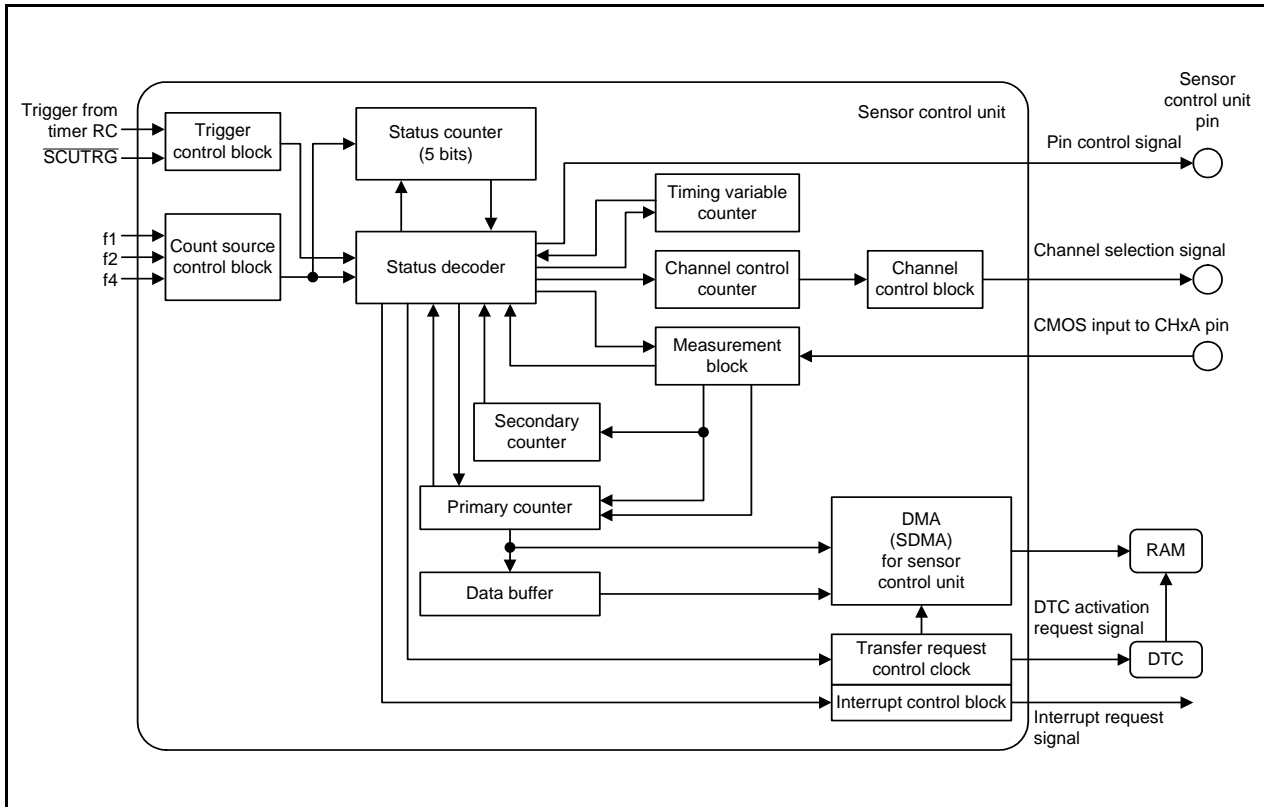 Sensor
control unit
pin
Trigger from
timer RC
SCUTRG
Trigger
control block
Status counter
(5 bits)
Sensor control unit
Pin control signal
f1
f2
f4
Count source
control block
Status decoder
Timing variable
counter
Channel control
counter
Channel
control block
Channel selection signal
Measurement
block
CMOS input to CHxA pin
Secondary
counter
Primary counter
Data buffer
DMA
(SDMA)
for sensor
control unit
RAM
DTC activation
request signal
Transfer request
control clock
DTC
Interrupt control block
Interrupt request
signal